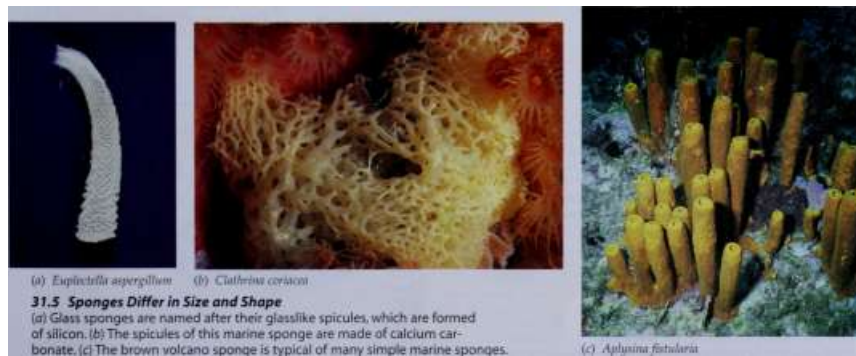 (a) Euplectella aspergillum
(b) Clathrina coriacea
31.5 Sponges Differ in Size and Shape
(a) Glass sponges are named after their glasslike spicules, which are formed
of silicon. (b) The spicules of this marine sponge are made of calcium car-
bonate. (c) The brown volcano sponge is typical of many simple marine sponges.
(c) Aplysina fistularia